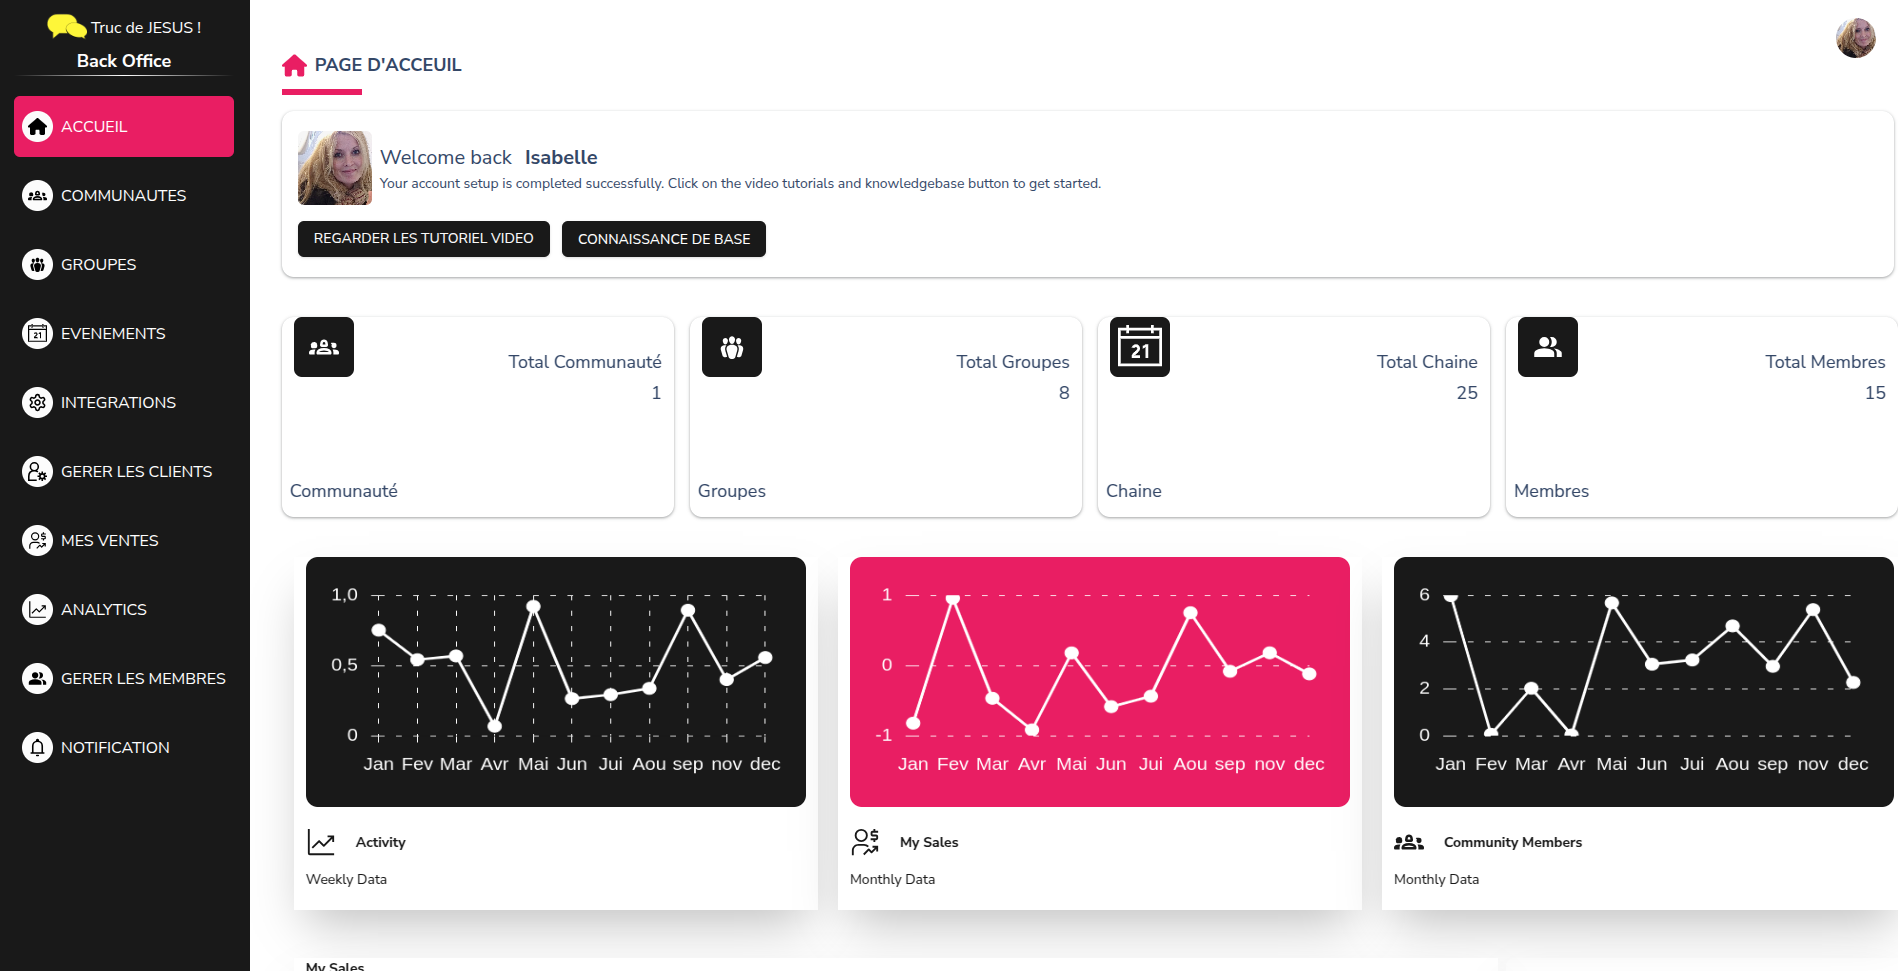 Truc de JESUS !
Back Office
ACCUEIL
COMMUNAUTES
GROUPES
21
EVENEMENTS
INTEGRATIONS
GERER LES CLIENTS
MES VENTES
ANALYTICS
GERER LES MEMBRES
NOTIFICATION
PAGE D'ACCEUIL
Welcome back Isabelle
Your account setup is completed successfully. Click on the video tutorials and knowledgebase button to get started.
REGARDER LES TUTORIEL VIDEO
CONNAISSANCE DE BASE
Total Communauté
1
Communauté
Total Groupes
8
Groupes
21
Total Chaine
25
Chaine
Total Membres
15
Membres
1,0
0,5
0
Jan Fev Mar Avr Mai Jun Jui Aou sep nov dec
Activity
Weekly Data
1
0
-1
Jan Fev Mar Avr Mai Jun Jui Aou sep nov dec
My Sales
Monthly Data
6
4
2
0
Jan Fev Mar Avr Mai Jun Jui Aou sep nov dec
Community Members
Monthly Data
My Sales